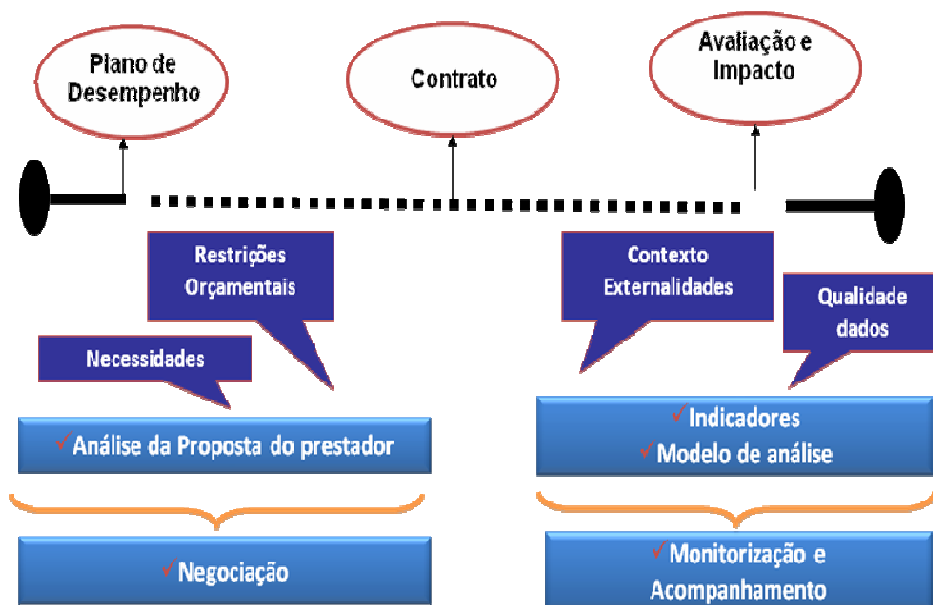 Plano de
Desempenho
Contrato
Avaliação e
Impacto
Restrições
Orçamentais
Necessidades
Contexto
Externalidades
Qualidade
dados
✓Análise da Proposta do prestador
✓Indicadores
✓Modelo de análise
✓Negociação
✓Monitorização e
Acompanhamento